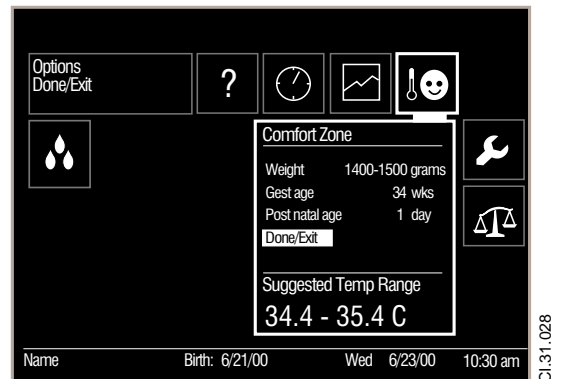 Options
Done/Exit
?
Comfort Zone
Weight 1400-1500 grams
Gest age 34 wks
Post natal age 1 day
Done/Exit
Suggested Temp Range
34.4 - 35.4 C
Name Birth: 6/21/00 Wed 6/23/00 10:30 am
CI.31.028